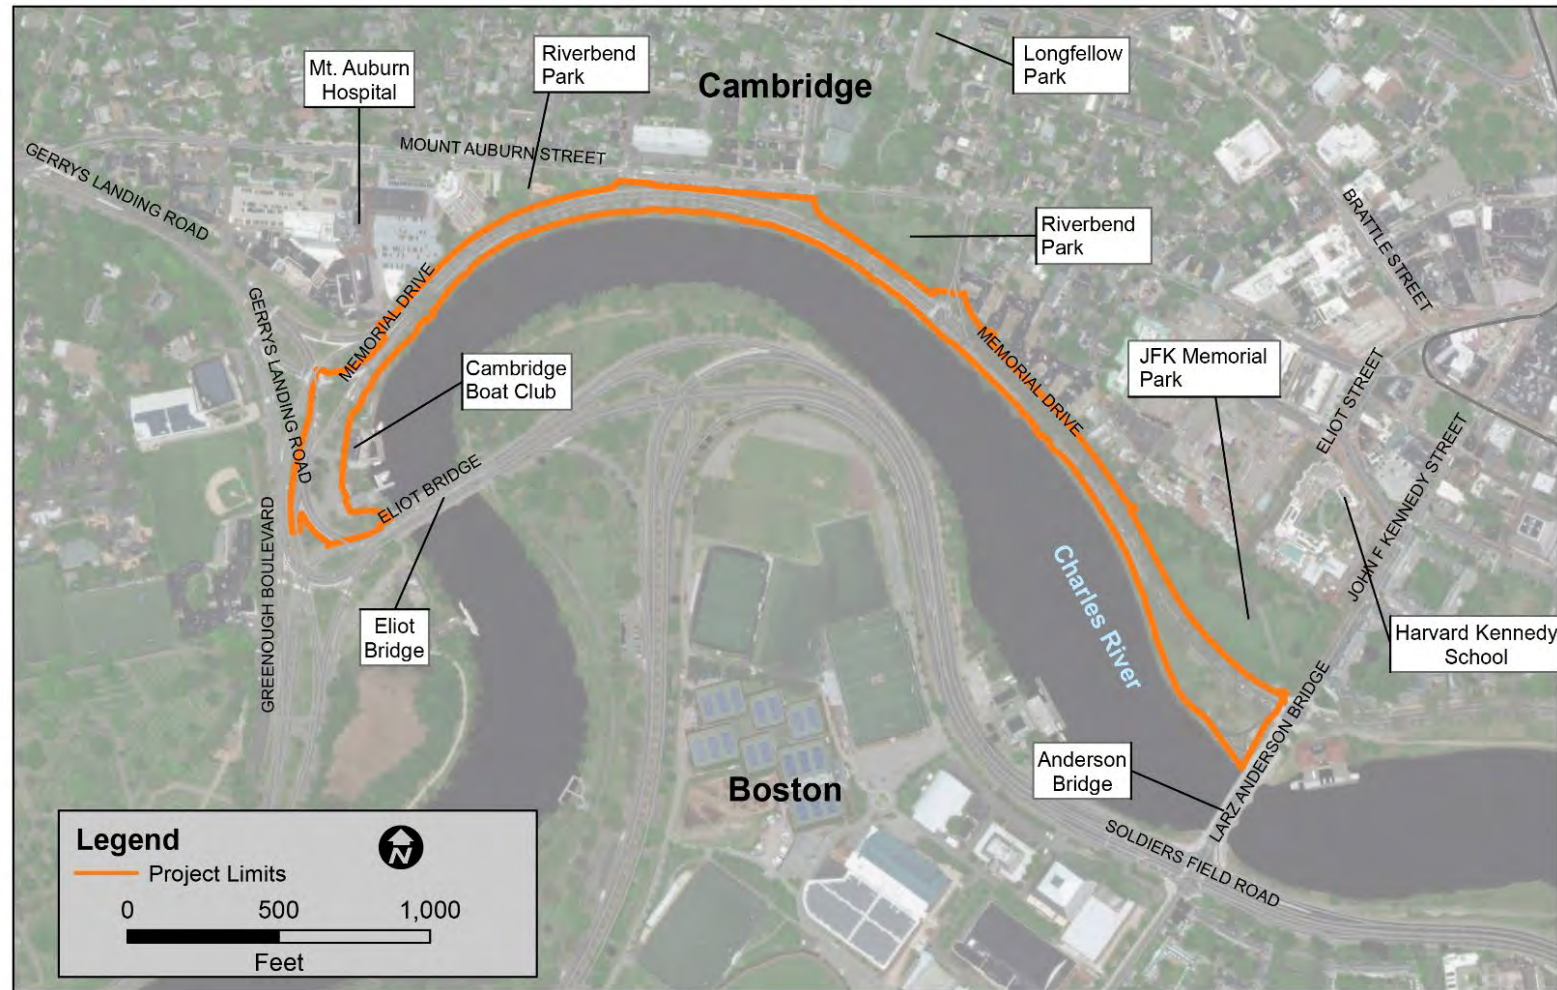 Mt. Auburn
Hospital
Riverbend
Park
Cambridge
Longfellow
Park
MOUNT AUBURN STREET
GERRYS LANDING ROAD
BRATTLE STREET
Riverbend
Park
GERRYS LANDING ROAD
MEMORIAL DRIVE
Cambridge
Boat Club
MEMORIAL DRIVE
JFK Memorial
Park
ELIOT STREET
JOHN F KENNEDY STREET
ELIOT BRIDGE
GREENOUGH BOULEVARD
Charles River
Eliot
Bridge
Harvard Kennedy
School
LARZ ANDERSON BRIDGE
Anderson
Bridge
Boston
SOLDIERS FIELD ROAD
Legend
N
Project Limits
0 500 1,000
Feet